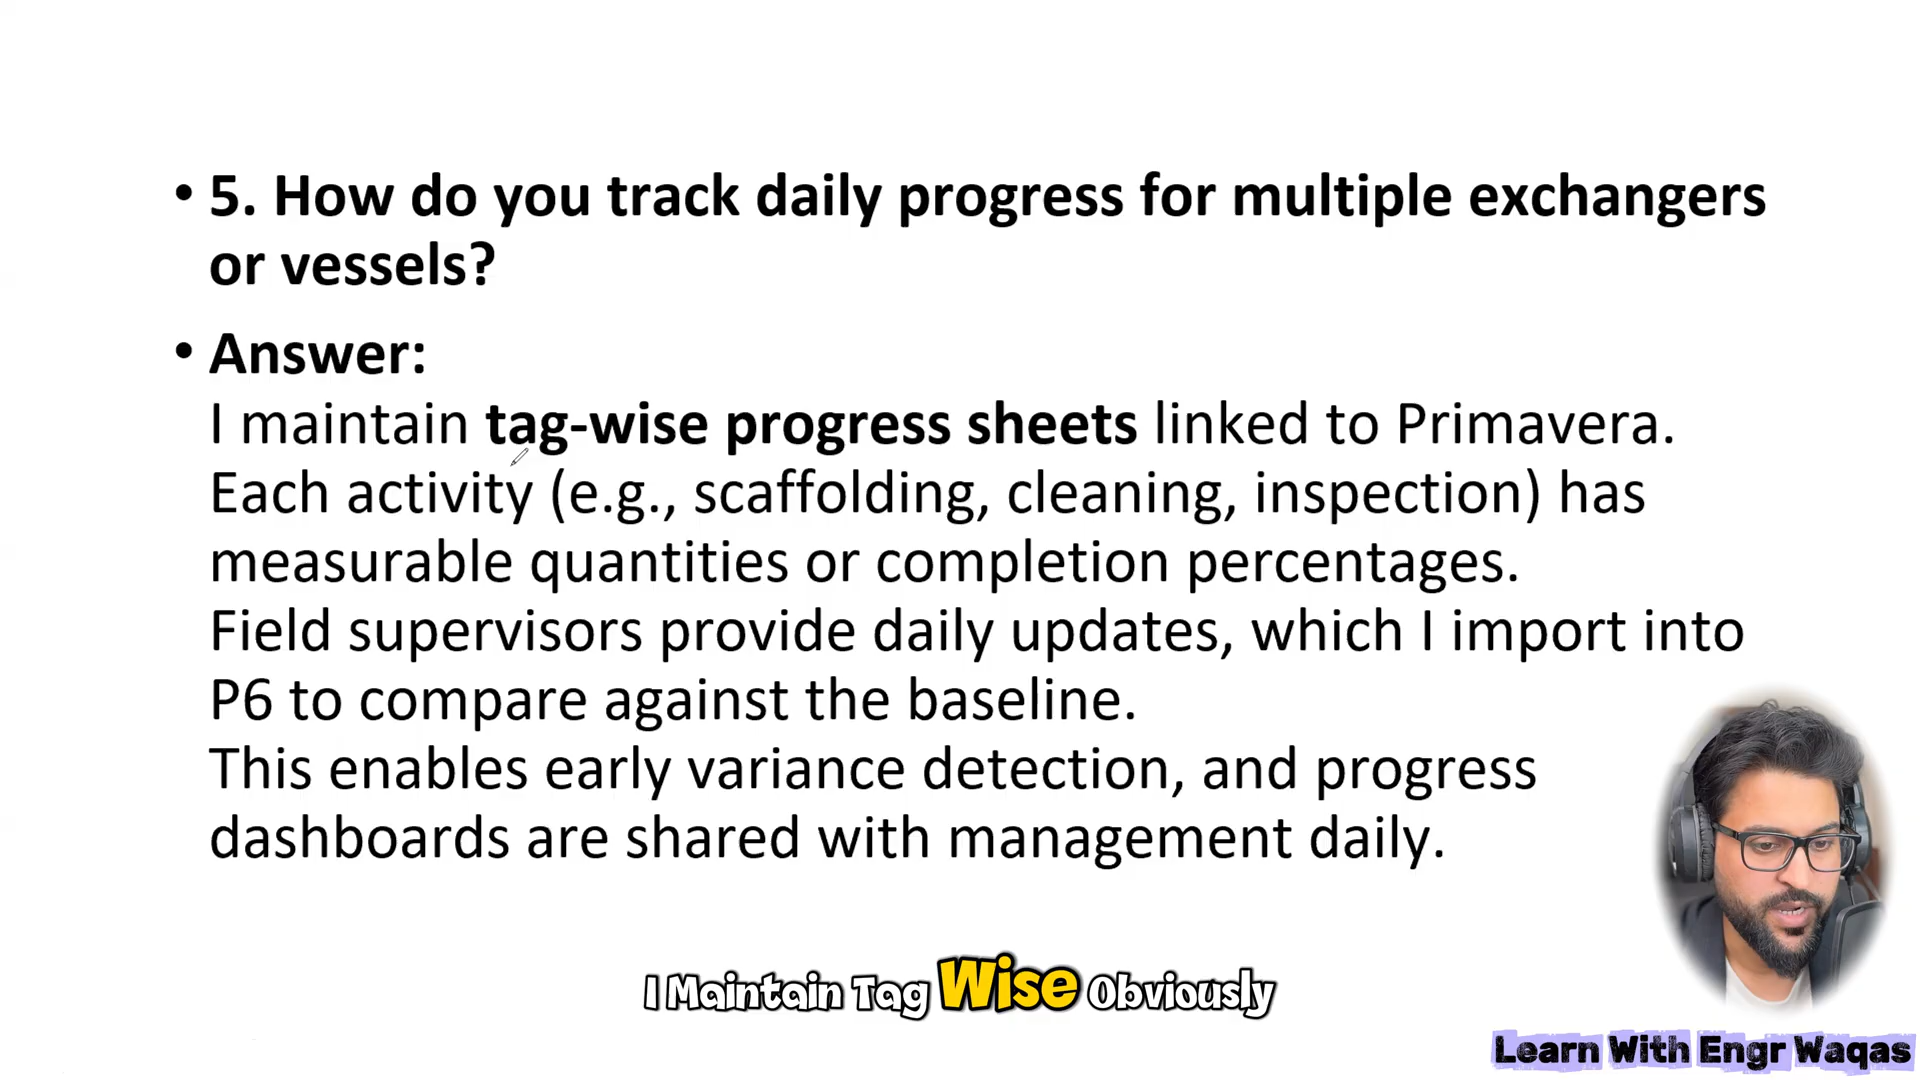 • 5. How do you track daily progress for multiple exchangers
or vessels?
• Answer:
I maintain tag-wise progress sheets linked to Primavera.
Each activity (e.g., scaffolding, cleaning, inspection) has
measurable quantities or completion percentages.
Field supervisors provide daily updates, which I import into
P6 to compare against the baseline.
This enables early variance detection, and progress
dashboards are shared with management daily.
I Maintain Tag Wise Obviously
Learn With Engr Waqas